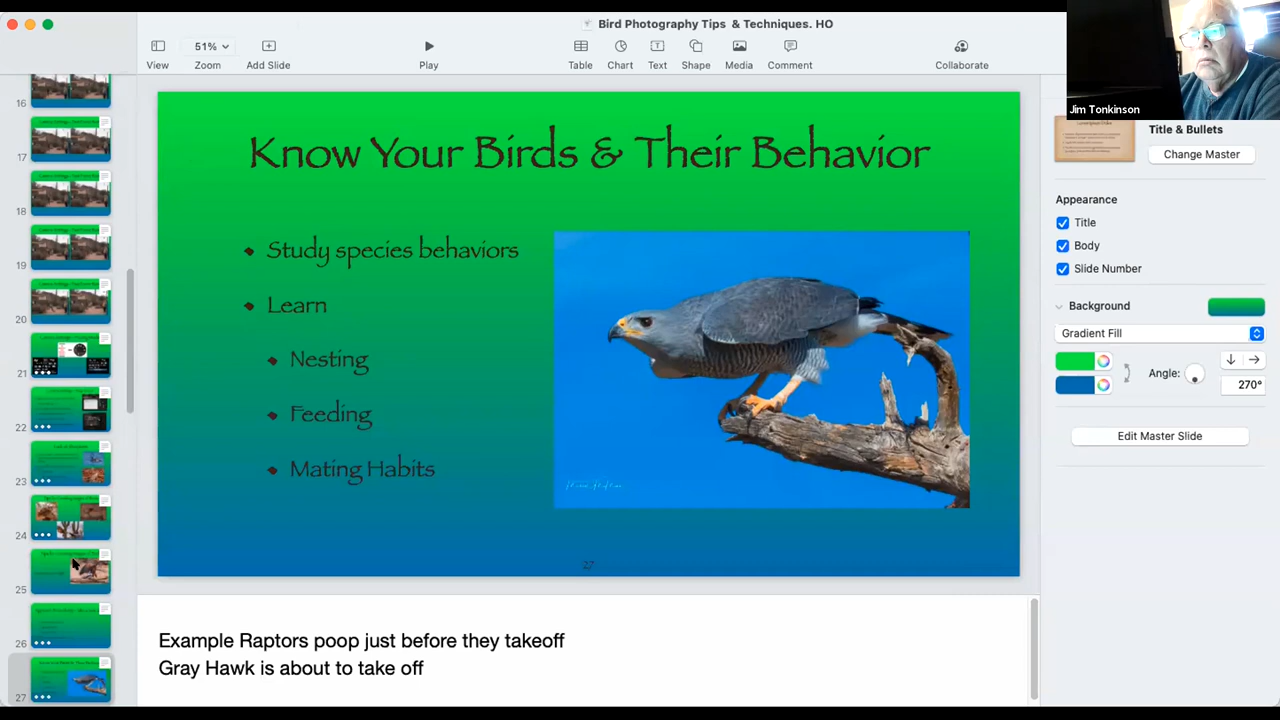 Bird Photography Tips & Techniques. HO
51%
View
Zoom
Add Slide
Play
Table
Chart
Text
Shape
Media
Comment
Collaborate
Jim Tonkinson
16
17
18
19
20
21
22
23
24
25
26
27
Know Your Birds & Their Behavior
Study species behaviors
Learn
Nesting
Feeding
Mating Habits
27
Example Raptors poop just before they takeoff
Gray Hawk is about to take off
Title & Bullets
Change Master
Appearance
Title
Body
Slide Number
Background
Gradient Fill
Angle:
270°
Edit Master Slide